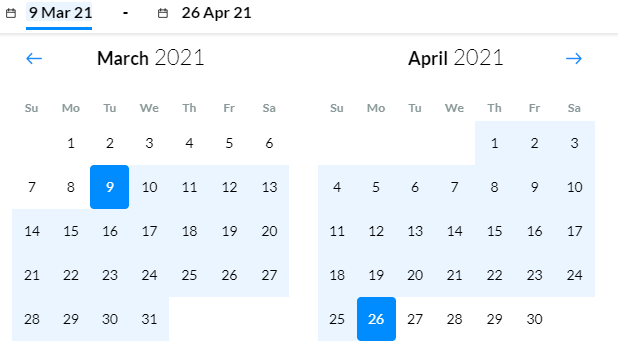 9 Mar 21 - 26 Apr 21
March 2021
Su Mo Tu We Th Fr Sa
1 2 3 4 5 6
7 8 9 10 11 12 13
14 15 16 17 18 19 20
21 22 23 24 25 26 27
28 29 30 31
April 2021
Su Mo Tu We Th Fr Sa
1 2 3
4 5 6 7 8 9 10
11 12 13 14 15 16 17
18 19 20 21 22 23 24
25 26 27 28 29 30